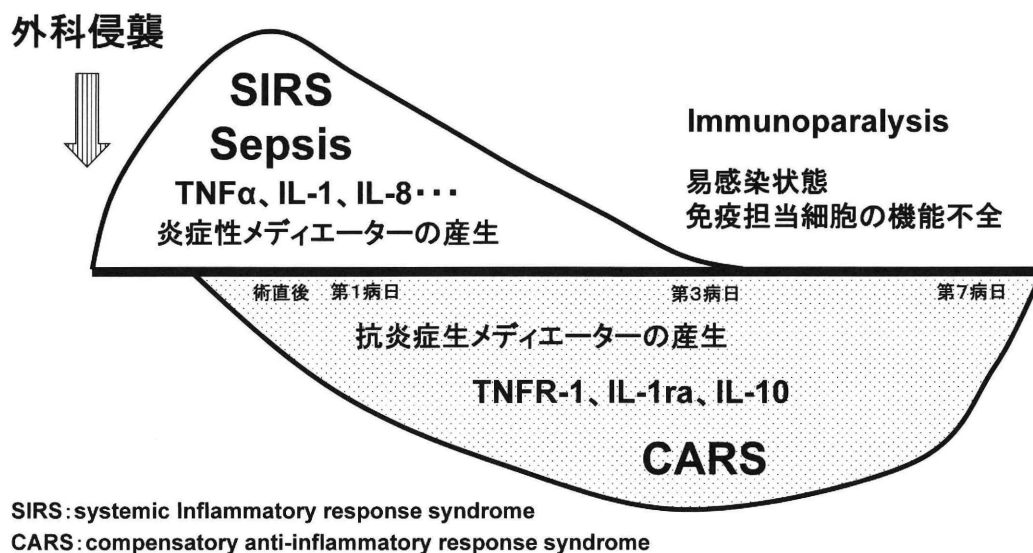 外科侵襲
SIRS
Sepsis
TNFα、IL-1、IL-8・・・
炎症性メディエーターの産生
Immunoparalysis
易感染状態
免疫担当細胞の機能不全
術直後 第1病日 第3病日 第7病日
抗炎症生メディエーターの産生
TNFR-1、IL-1ra、IL-10
CARS
SIRS：systemic Inflammatory response syndrome
CARS：compensatory anti-inflammatory response syndrome